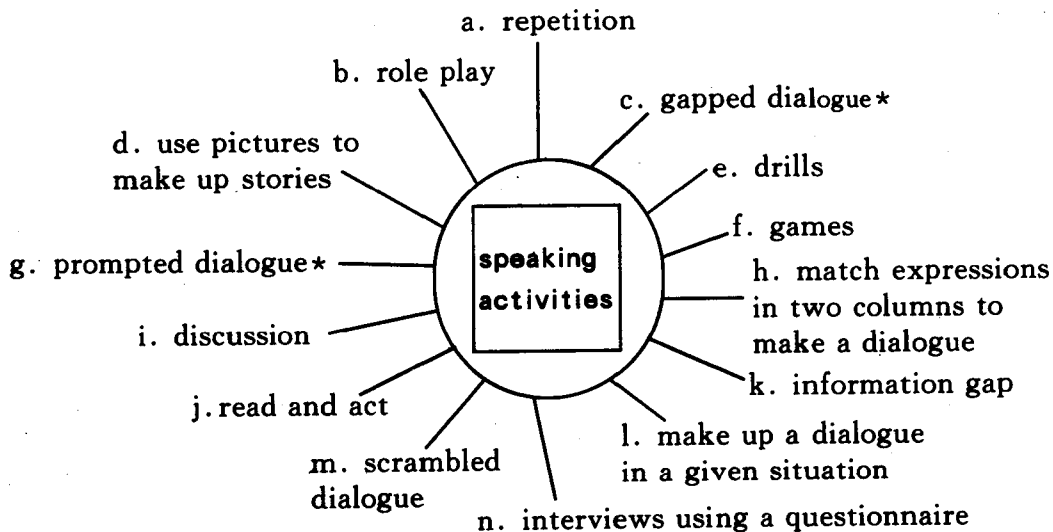 a. repetition
b. role play
c. gapped dialogue*
d. use pictures to
make up stories
e. drills
f. games
g. prompted dialogue*
speaking
activities
h. match expressions
in two columns to
make a dialogue
i. discussion
j. read and act
k. information gap
l. make up a dialogue
in a given situation
m. scrambled
dialogue
n. interviews using a questionnaire